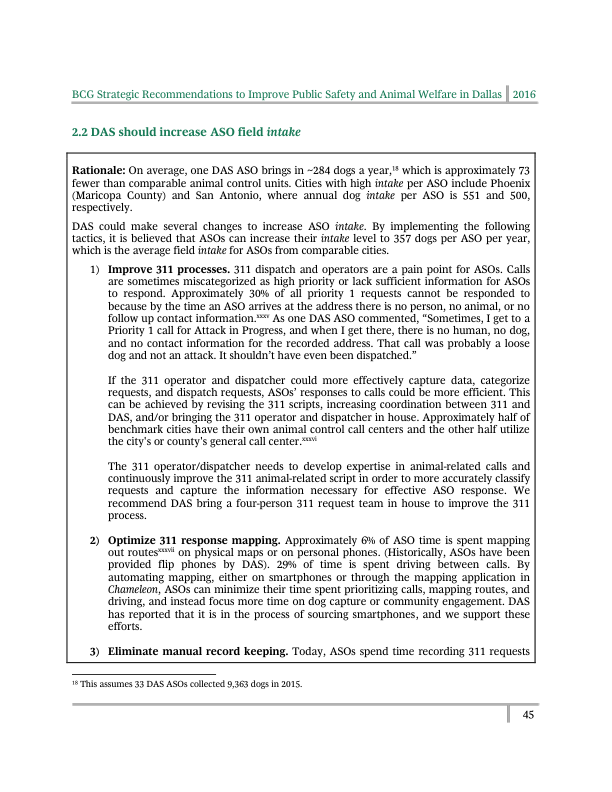 BCG Strategic Recommendations to Improve Public Safety and Animal Welfare in Dallas 2016
2.2 DAS should increase ASO field intake
Rationale: On average, one DAS ASO brings in ~284 dogs a year,18 which is approximately 73
fewer than comparable animal control units. Cities with high intake per ASO include Phoenix
(Maricopa County) and San Antonio, where annual dog intake per ASO is 551 and 500,
respectively.
DAS could make several changes to increase ASO intake. By implementing the following
tactics, it is believed that ASOs can increase their intake level to 357 dogs per ASO per year,
which is the average field intake for ASOs from comparable cities.
1) Improve 311 processes. 311 dispatch and operators are a pain point for ASOs. Calls
are sometimes miscategorized as high priority or lack sufficient information for ASOs
to respond. Approximately 30% of all priority 1 requests cannot be responded to
because by the time an ASO arrives at the address there is no person, no animal, or no
follow up contact information.xxxv As one DAS ASO commented, “Sometimes, I get to a
Priority 1 call for Attack in Progress, and when I get there, there is no human, no dog,
and no contact information for the recorded address. That call was probably a loose
dog and not an attack. It shouldn’t have even been dispatched.”
If the 311 operator and dispatcher could more effectively capture data, categorize
requests, and dispatch requests, ASOs’ responses to calls could be more efficient. This
can be achieved by revising the 311 scripts, increasing coordination between 311 and
DAS, and/or bringing the 311 operator and dispatcher in house. Approximately half of
benchmark cities have their own animal control call centers and the other half utilize
the city’s or county’s general call center.xxxvi
The 311 operator/dispatcher needs to develop expertise in animal-related calls and
continuously improve the 311 animal-related script in order to more accurately classify
requests and capture the information necessary for effective ASO response. We
recommend DAS bring a four-person 311 request team in house to improve the 311
process.
2) Optimize 311 response mapping. Approximately 6% of ASO time is spent mapping
out routesxxxvii on physical maps or on personal phones. (Historically, ASOs have been
provided flip phones by DAS). 29% of time is spent driving between calls. By
automating mapping, either on smartphones or through the mapping application in
Chameleon, ASOs can minimize their time spent prioritizing calls, mapping routes, and
driving, and instead focus more time on dog capture or community engagement. DAS
has reported that it is in the process of sourcing smartphones, and we support these
efforts.
3) Eliminate manual record keeping. Today, ASOs spend time recording 311 requests
18 This assumes 33 DAS ASOs collected 9,363 dogs in 2015.
45